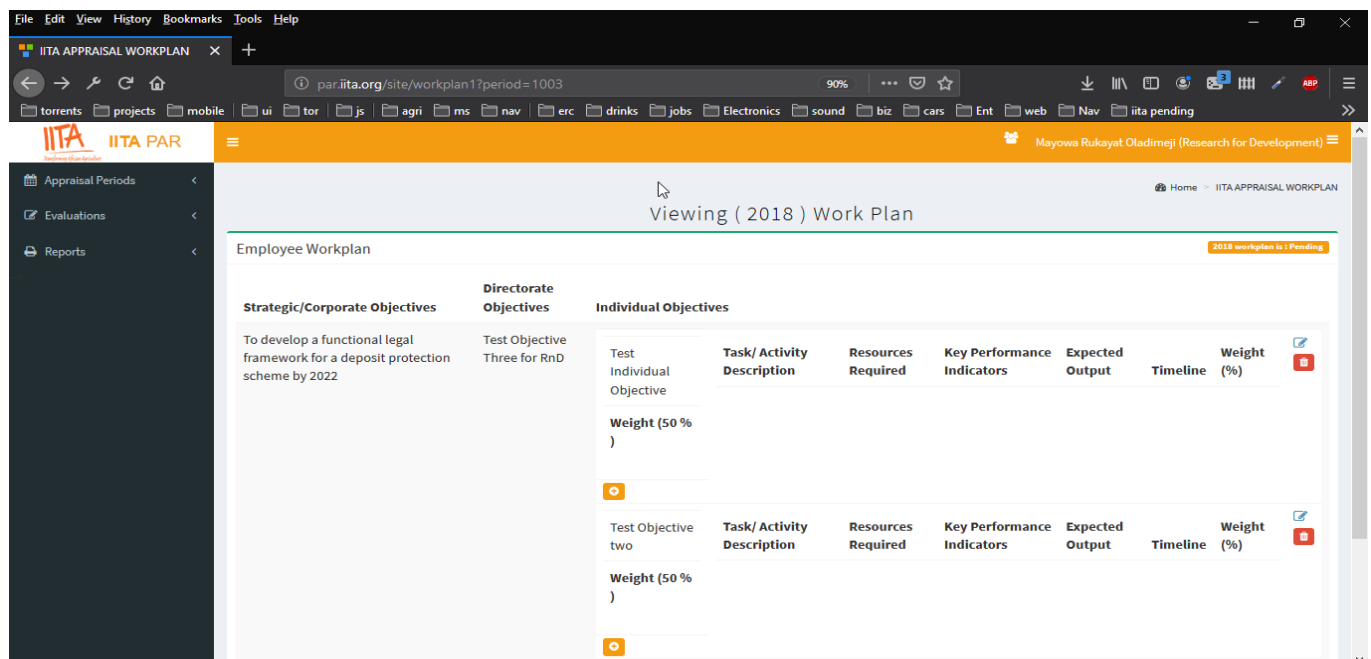 File Edit View History Bookmarks Tools Help
IITA APPRAISAL WORKPLAN
par.iita.org/site/workplan1?period=1003 90% 3 ABP
torrents projects mobile ui tor js agri ms nav erc drinks jobs Electronics sound biz cars Ent web Nav iita pending
IITA IITA PAR Mayowa Rukayat Oladimeji (Research for Development)
Appraisal Periods
Evaluations
Reports
Home > IITA APPRAISAL WORKPLAN
Viewing ( 2018 ) Work Plan
Employee Workplan 2018 workplan is : Pending
Strategic/Corporate Objectives
Directorate
Objectives
Individual Objectives
To develop a functional legal
framework for a deposit protection
scheme by 2022
Test Objective
Three for RnD
Test
Individual
Objective
Weight (50 %
)
Task/ Activity
Description
Resources
Required
Key Performance
Indicators
Expected
Output
Timeline
Weight
(%)
Test Objective
two
Weight (50 %
)
Task/ Activity
Description
Resources
Required
Key Performance
Indicators
Expected
Output
Timeline
Weight
(%)